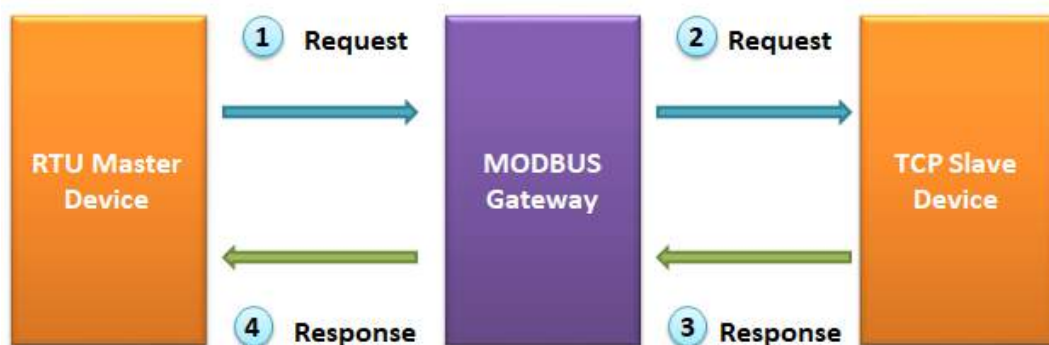 1 Request
2 Request
RTU Master
Device
MODBUS
Gateway
TCP Slave
Device
4 Response
3 Response